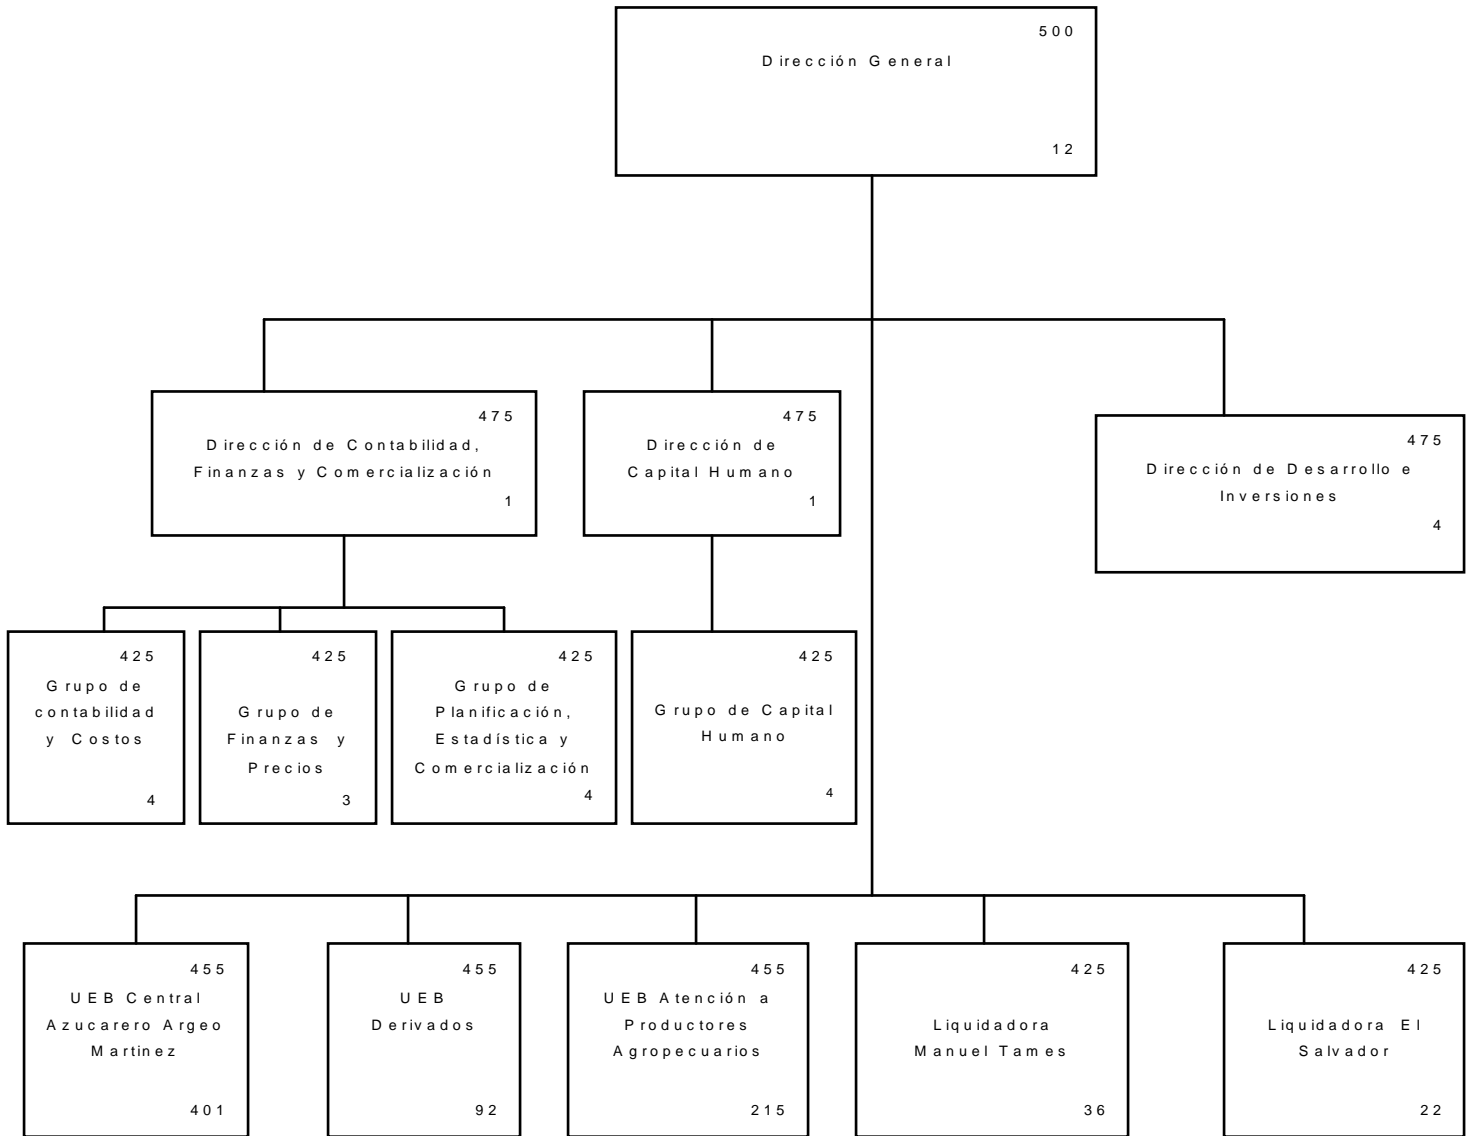 500
Dirección General
12
475
Dirección de Contabilidad,
Finanzas y Comercialización
1
475
Dirección de
Capital Humano
1
475
Dirección de Desarrollo e
Inversiones
4
425
Grupo de
contabilidad
y Costos
4
425
Grupo de
Finanzas y
Precios
3
425
Grupo de
Planificación,
Estadística y
Comercialización
4
425
Grupo de Capital
Humano
4
455
UEB Central
Azucarero Argeo
Martinez
401
455
UEB
Derivados
92
455
UEB Atención a
Productores
Agropecuarios
215
425
Liquidadora
Manuel Tames
36
425
Liquidadora El
Salvador
22